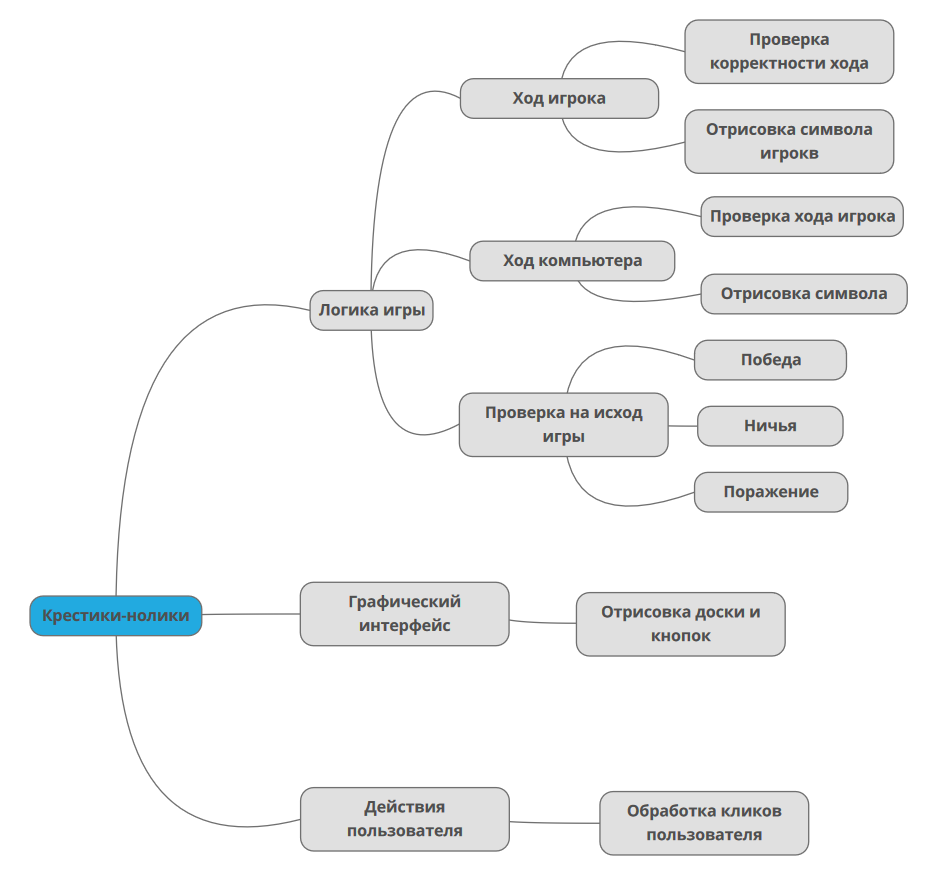 Проверка
корректности хода
Ход игрока
Отрисовка символа
игрокв
Проверка хода игрока
Ход компьютера
Отрисовка символа
Логика игры
Победа
Проверка на исход
игры
Ничья
Поражение
Крестики-нолики
Графический
интерфейс
Отрисовка доски и
кнопок
Действия
пользователя
Обработка кликов
пользователя